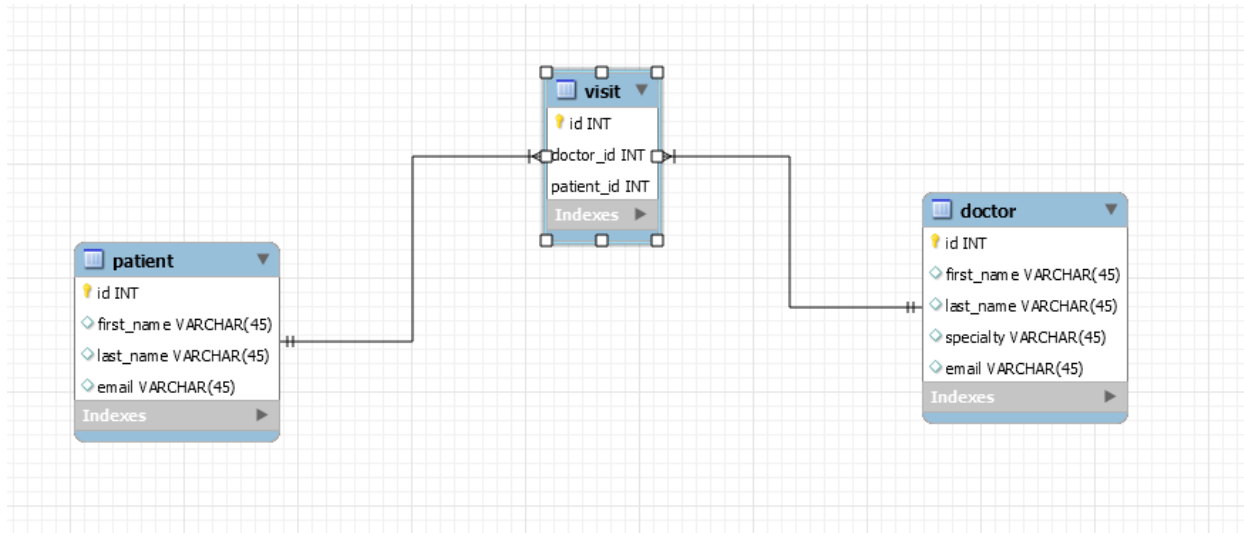 visit
id INT
doctor_id INT
patient_id INT
Indexes
patient
id INT
first_name VARCHAR(45)
last_name VARCHAR(45)
email VARCHAR(45)
Indexes
doctor
id INT
first_name VARCHAR(45)
last_name VARCHAR(45)
specialty VARCHAR(45)
email VARCHAR(45)
Indexes